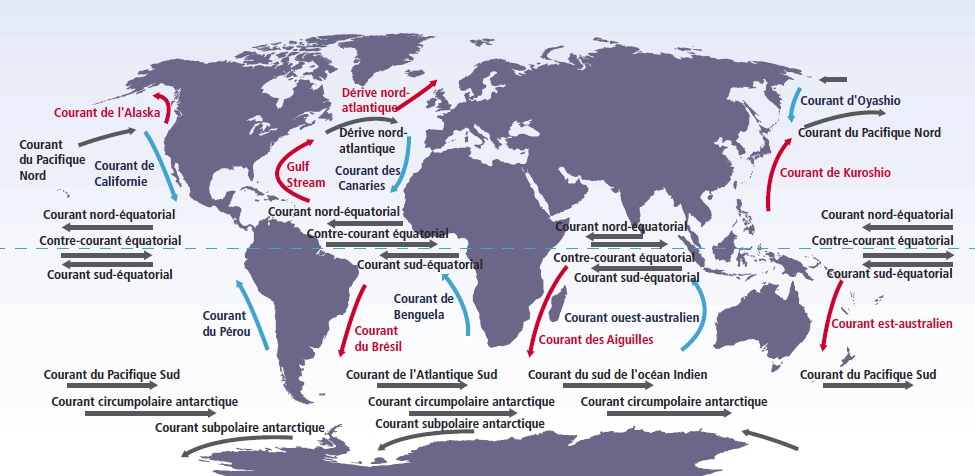 Dérive nord-
atlantique
Courant de l'Alaska
Courant d'Oyashio
Courant
du Pacifique
Nord
Dérive nord-
atlantique
Courant du Pacifique Nord
Courant de
Californie
Gulf
Stream
Courant des
Canaries
Courant de Kuroshio
Courant nord-équatorial
Courant nord-équatorial
Courant nord-équatorial
Courant nord-équatorial
Contre-courant équatorial
Contre-courant équatorial
Contre-courant équatorial
Contre-courant équatorial
Courant sud-équatorial
Courant sud-équatorial
Courant sud-équatorial
Courant sud-équatorial
Courant
du Pérou
Courant de
Benguela
Courant ouest-australien
Courant
du Brésil
Courant des Aiguilles
Courant est-australien
Courant du Pacifique Sud
Courant de l'Atlantique Sud
Courant du sud de l'océan Indien
Courant du Pacifique Sud
Courant circumpolaire antarctique
Courant circumpolaire antarctique
Courant circumpolaire antarctique
Courant subpolaire antarctique
Courant subpolaire antarctique